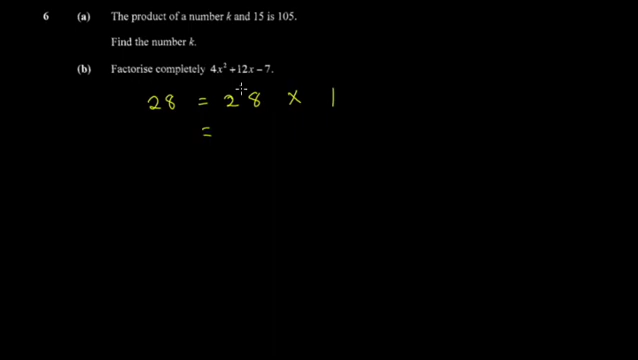 6 (a) The product of a number k and 15 is 105.
Find the number k.
(b) Factorise completely 4x² + 12x − 7.
28 = 28 × 1
=